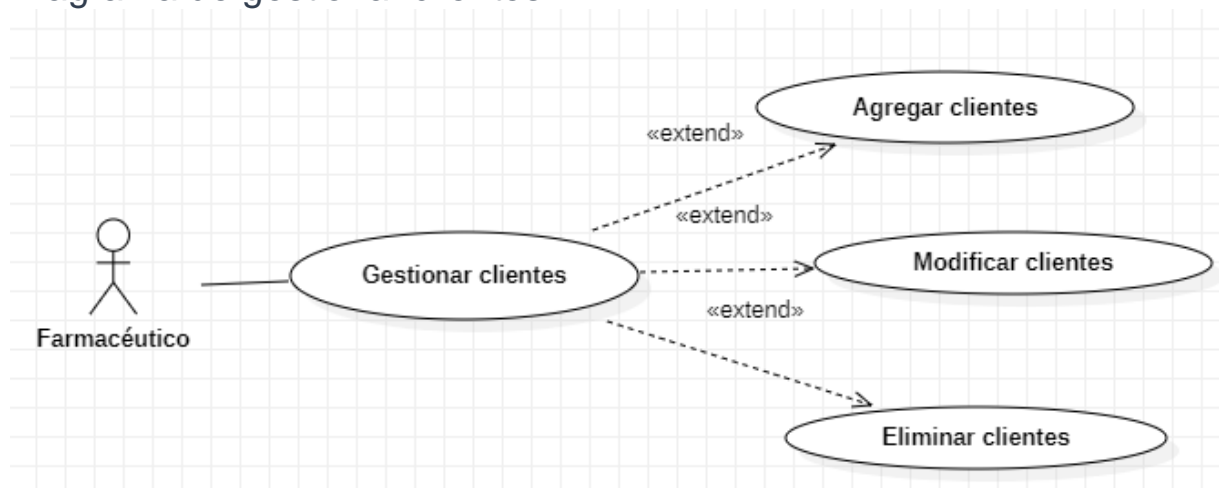 Agregar clientes
«extend»
«extend»
Gestionar clientes
Modificar clientes
«extend»
Farmacéutico
Eliminar clientes